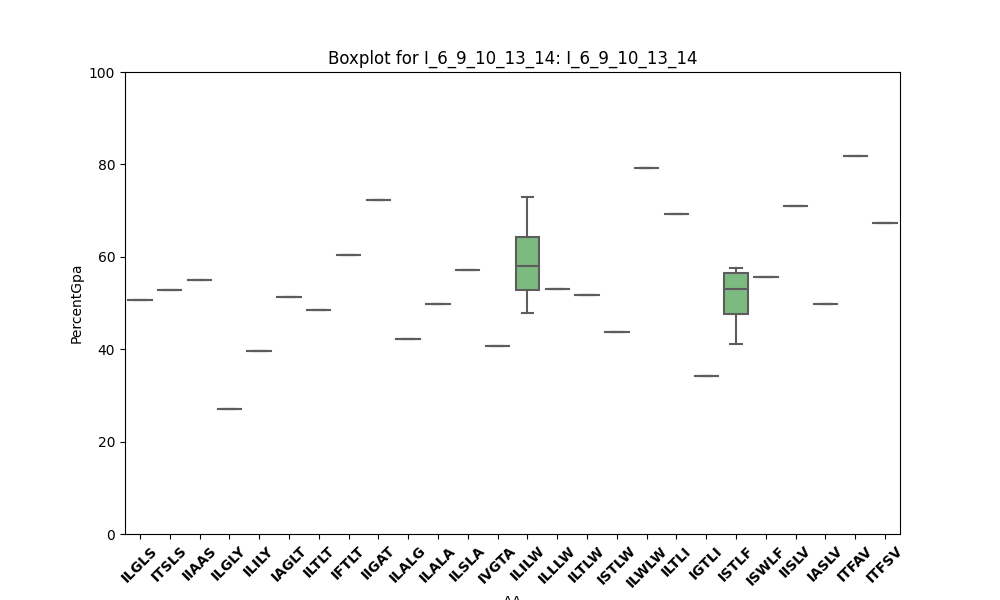 Boxplot for I_6_9_10_13_14: I_6_9_10_13_14
PercentGpa
100
80
60
40
20
0
ILGLS
ITSLS
IIAAS
ILGLY
ILILY
IAGLT
ILTLT
IFTLT
IIGAT
ILALG
ILALA
ILSLA
IVGTA
ILILW
ILLLW
ILTLW
ISTLW
ILWLW
ILTLI
IGTLI
ISTLF
ISWLF
IISLV
IASLV
ITFAV
ITFSV